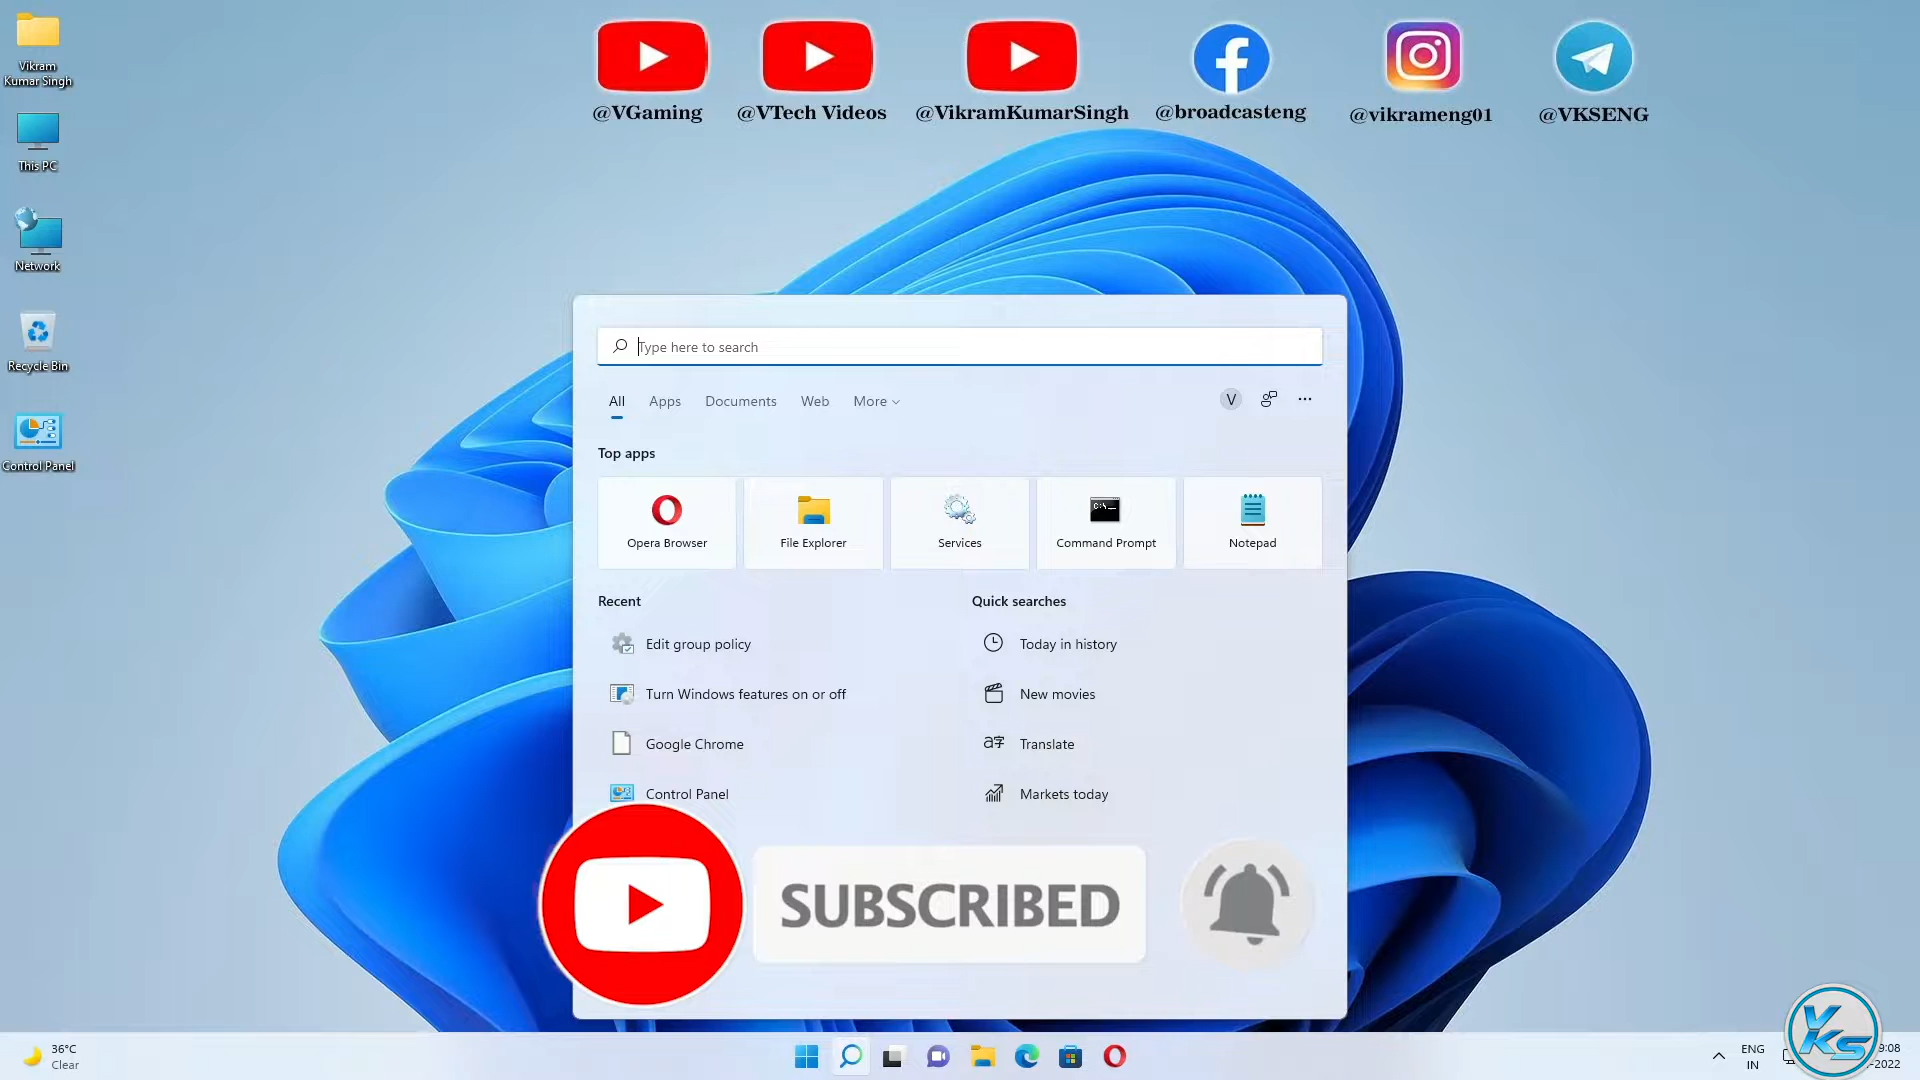 Vikram
Kumar Singh
This PC
Network
Recycle Bin
Control Panel
@VGaming
@VTech Videos
@VikramKumarSingh
@broadcasteng
@vikrameng01
@VKSENG
Type here to search
All
Apps
Documents
Web
More
V
Top apps
Opera Browser
File Explorer
Services
Command Prompt
Notepad
Recent
Quick searches
Edit group policy
Today in history
Turn Windows features on or off
New movies
Google Chrome
Translate
Control Panel
Markets today
SUBSCRIBED
36°C
Clear
ENG
IN
VKS